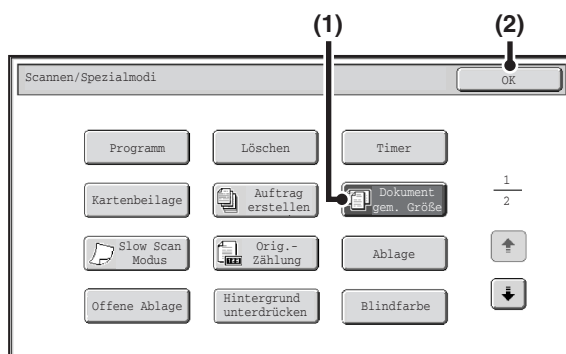 (1) (2)
Scannen/Spezialmodi OK
Programm Löschen Timer
Kartenbeilage Auftrag
erstellen Dokument
gem. Größe
1
2
Slow Scan
Modus Orig.-
Zählung Ablage
Offene Ablage Hintergrund
unterdrücken Blindfarbe